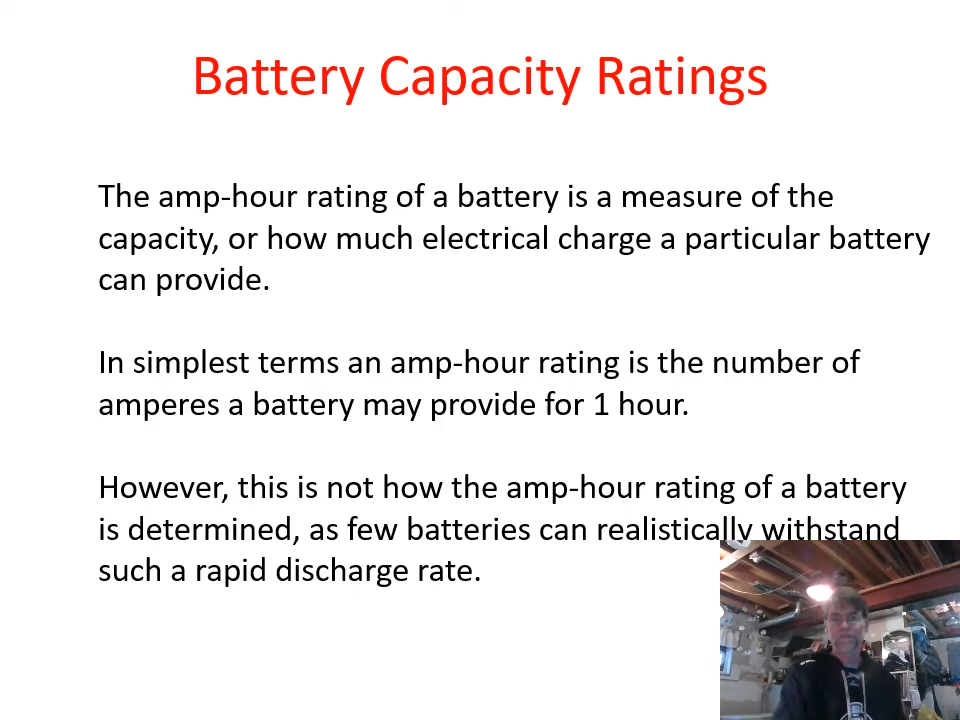 Battery Capacity Ratings
The amp-hour rating of a battery is a measure of the
capacity, or how much electrical charge a particular battery
can provide.
In simplest terms an amp-hour rating is the number of
amperes a battery may provide for 1 hour.
However, this is not how the amp-hour rating of a battery
is determined, as few batteries can realistically withstand
such a rapid discharge rate.